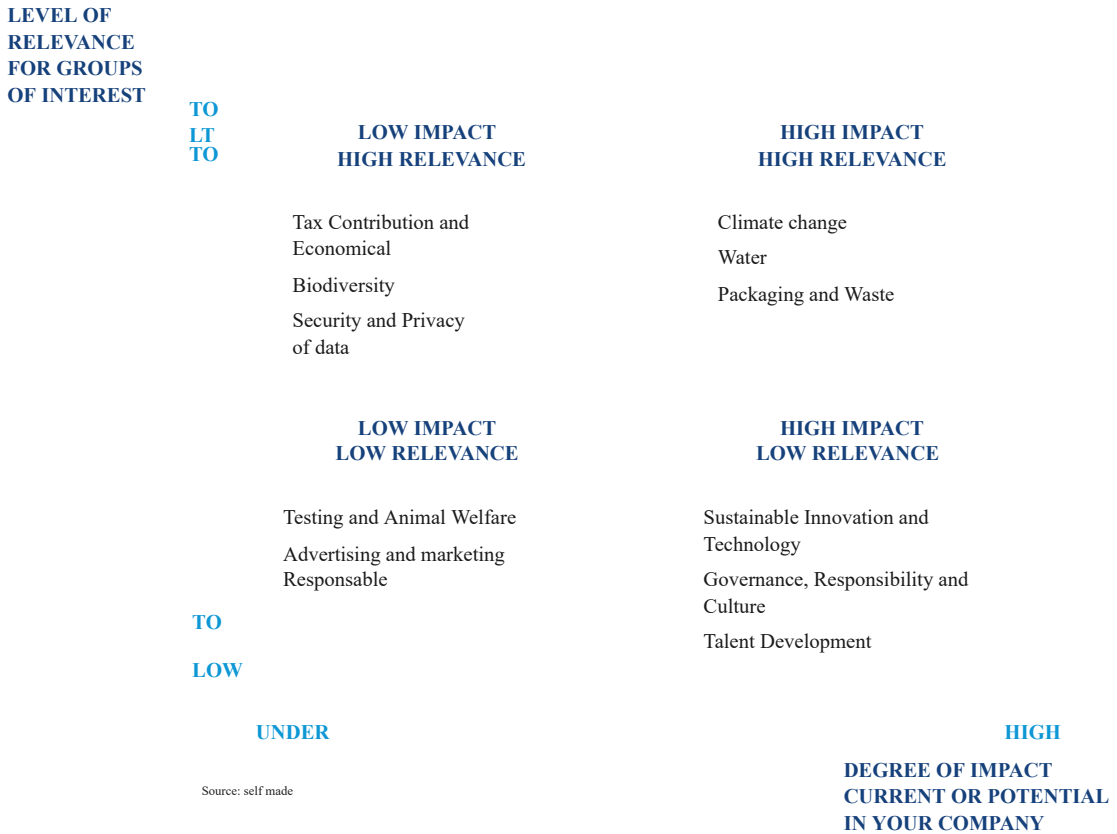 LEVEL OF
RELEVANCE
FOR GROUPS
OF INTEREST
TO
LT
TO
LOW IMPACT
HIGH RELEVANCE
HIGH IMPACT
HIGH RELEVANCE
Tax Contribution and
Economical
Biodiversity
Security and Privacy
of data
Climate change
Water
Packaging and Waste
LOW IMPACT
LOW RELEVANCE
HIGH IMPACT
LOW RELEVANCE
Testing and Animal Welfare
Advertising and marketing
Responsable
Sustainable Innovation and
Technology
Governance, Responsibility and
Culture
Talent Development
TO
LOW
UNDER
HIGH
DEGREE OF IMPACT
CURRENT OR POTENTIAL
IN YOUR COMPANY
Source: self made